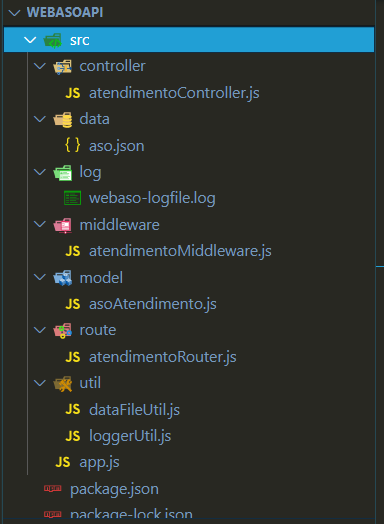 WEBASOAPI
src
controller
JS atendimentoController.js
data
{ } aso.json
log
webaso-logfile.log
middleware
JS atendimentoMiddleware.js
model
JS asoAtendimento.js
route
JS atendimentoRouter.js
util
JS dataFileUtil.js
JS loggerUtil.js
JS app.js
package.json
package-lock.json